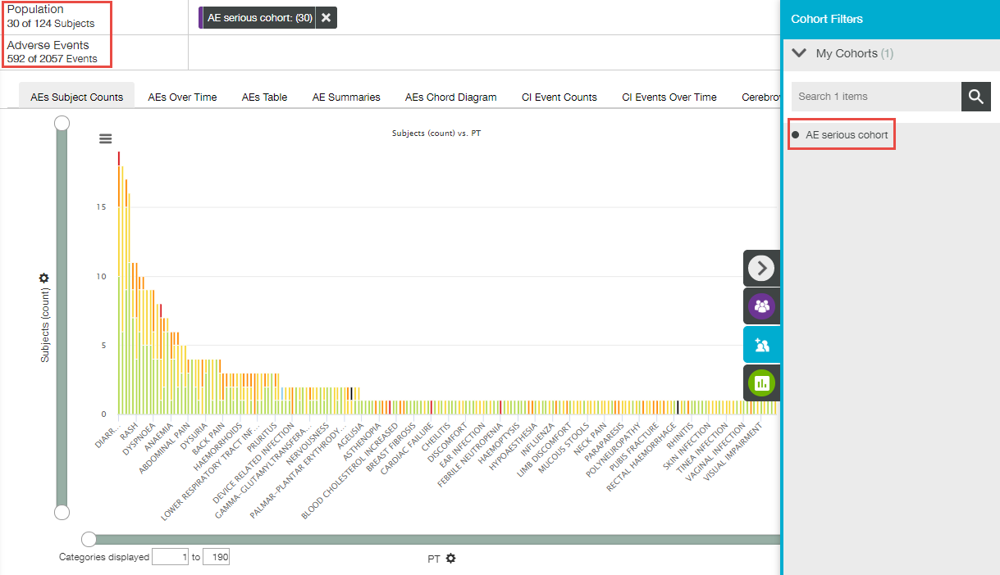 Population
30 of 124 Subjects
Adverse Events
592 of 2057 Events
AE serious cohort: (30)
Cohort Filters
My Cohorts (1)
Search 1 items
AE serious cohort
AEs Subject Counts
AEs Over Time
AEs Table
AE Summaries
AEs Chord Diagram
CI Event Counts
CI Events Over Time
Cerebrov
Subjects (count) vs. PT
Subjects (count)
15
10
5
0
DIARR...
RASH
DYSPNOEA
ANAEMIA
ABDOMINAL PAIN
DYSURIA
BACK PAIN
HAEMORRHOIDS
LOWER RESPIRATORY TRACT INF...
PRURITUS
DEVICE RELATED INFECTION
GAMMA-GLUTAMYLTRANSFERA...
NERVOUSNESS
PALMAR-PLANTAR ERYTHRODY...
AGEUSIA
ASTHENOPIA
BLOOD CHOLESTEROL INCREASED
BREAST FIBROSIS
CARDIAC FAILURE
CHEILITIS
DISCOMFORT
EAR INFECTION
FEBRILE NEUTROPENIA
HAEMOPTYSIS
HYPOAESTHESIA
INFLUENZA
LIMB DISCOMFORT
MUCOUS STOOLS
NECK PAIN
PARAPARESIS
POLYNEUROPATHY
PUBIS FRACTURE
RECTAL HAEMORRHAGE
RHINITIS
SKIN INFECTION
TINEA INFECTION
VAGINAL INFECTION
VISUAL IMPAIRMENT
Categories displayed 1 to 190
PT